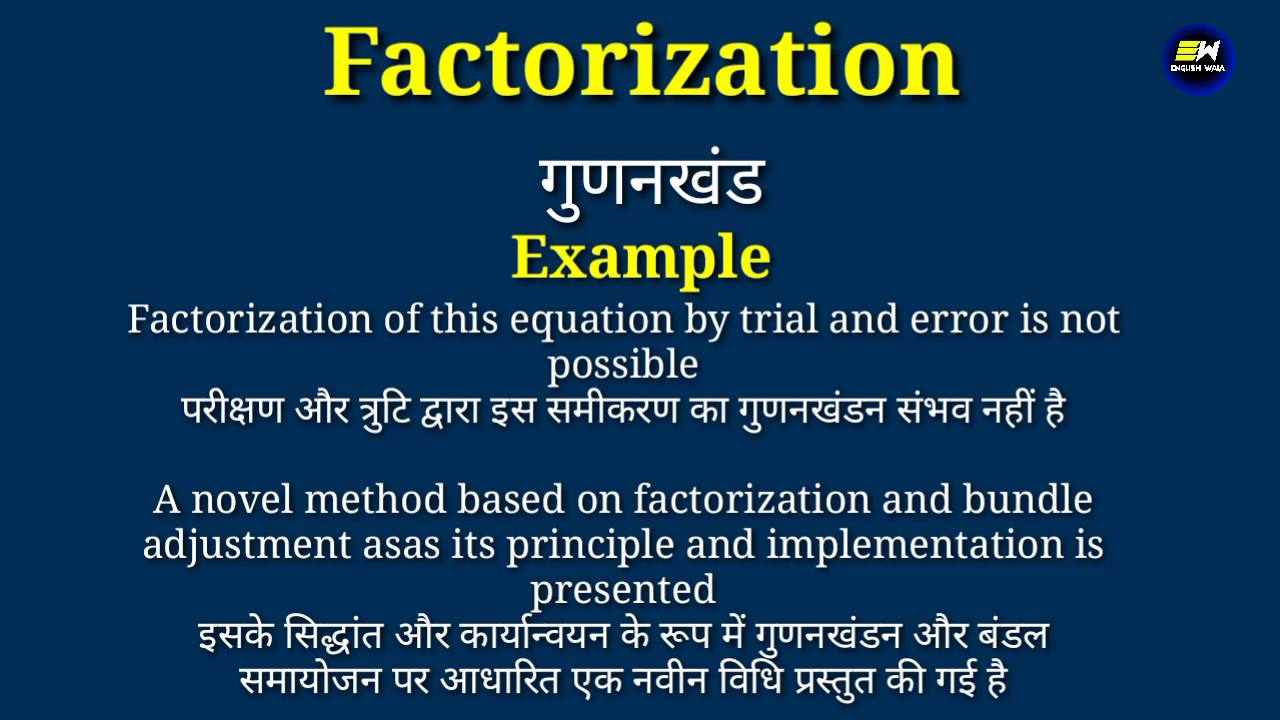 Factorization
EW
ENGLISH WALA
गुणनखंड
Example
Factorization of this equation by trial and error is not
possible
परीक्षण और त्रुटि द्वारा इस समीकरण का गुणनखंडन संभव नहीं है
A novel method based on factorization and bundle
adjustment asas its principle and implementation is
presented
इसके सिद्धांत और कार्यान्वयन के रूप में गुणनखंडन और बंडल
समायोजन पर आधारित एक नवीन विधि प्रस्तुत की गई है